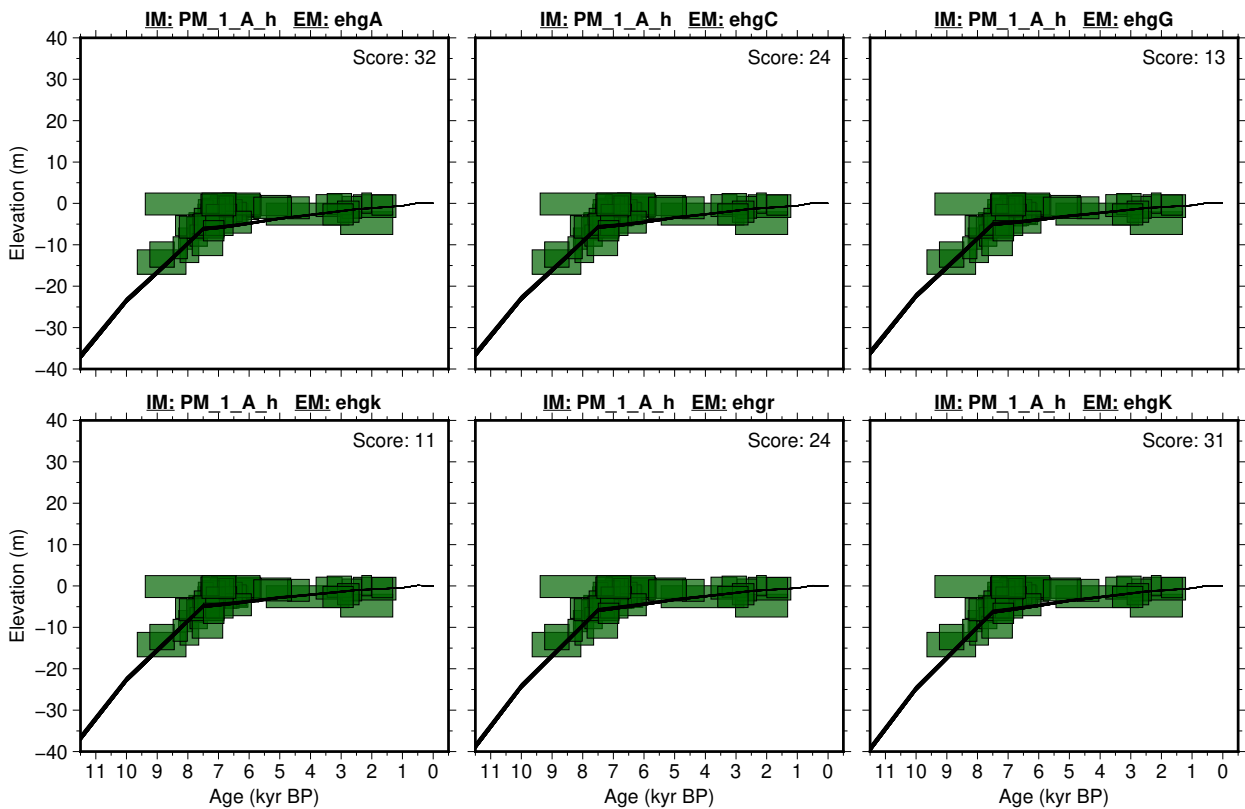 IM: PM_1_A_h EM: ehgA
IM: PM_1_A_h EM: ehgC
IM: PM_1_A_h EM: ehgG
40
30
20
10
0
−10
−20
−30
−40
Elevation (m)
Score: 32
Score: 24
Score: 13
IM: PM_1_A_h EM: ehgk
IM: PM_1_A_h EM: ehgr
IM: PM_1_A_h EM: ehgK
40
30
20
10
0
−10
−20
−30
−40
Elevation (m)
Score: 11
Score: 24
Score: 31
11 10 9 8 7 6 5 4 3 2 1 0
11 10 9 8 7 6 5 4 3 2 1 0
11 10 9 8 7 6 5 4 3 2 1 0
Age (kyr BP)
Age (kyr BP)
Age (kyr BP)